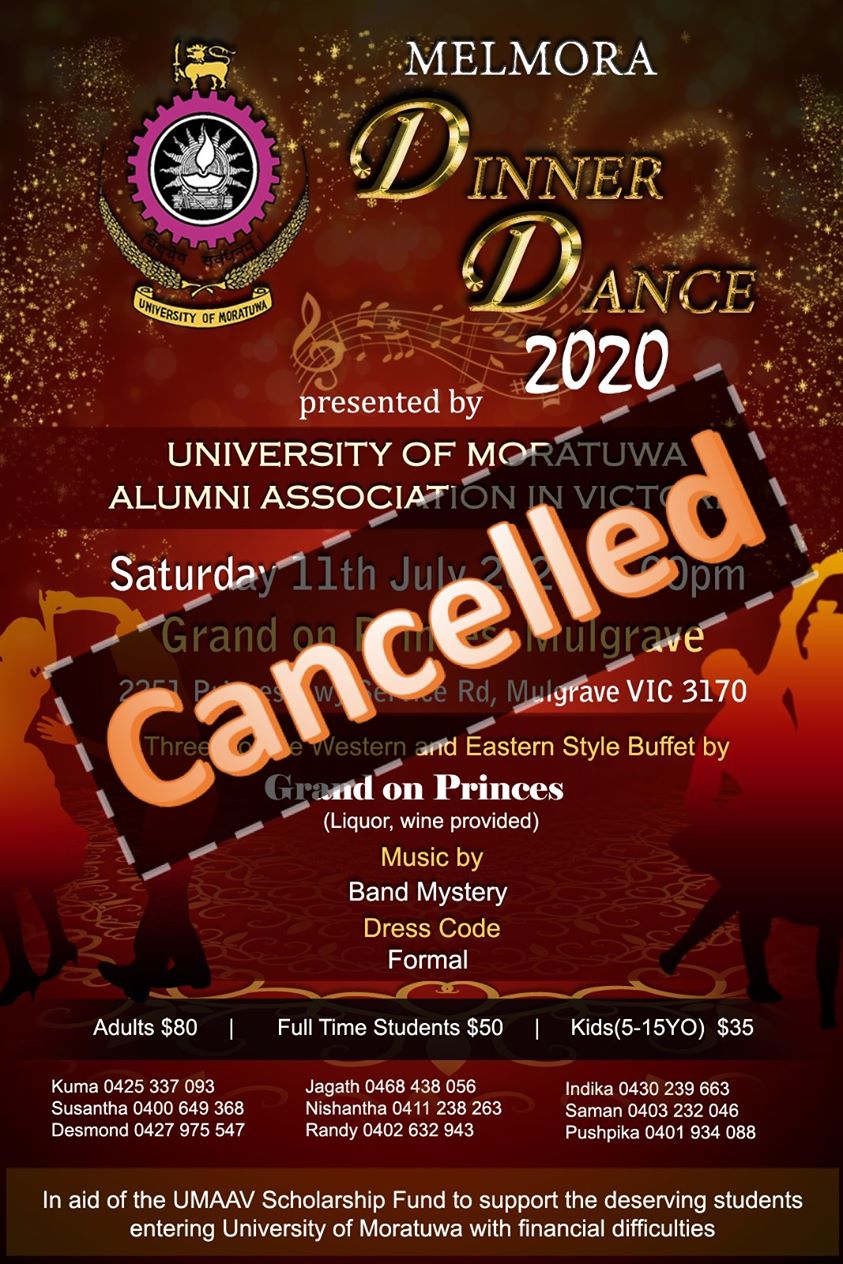 MELMORA
DINNER
DANCE
2020
UNIVERSITY OF MORATUWA
presented by
UNIVERSITY OF MORATUWA
ALUMNI ASSOCIATION IN
Saturday 11th July
Cancelled
Grand on Princes, Mulgrave
2251 Service Rd, Mulgrave VIC 3170
Western and Eastern Style Buffet by
Grand on Princes
(Liquor, wine provided)
Music by
Band Mystery
Dress Code
Formal
Adults $80 | Full Time Students $50 | Kids(5-15YO) $35
Kuma 0425 337 093
Susantha 0400 649 368
Desmond 0427 975 547
Jagath 0468 438 056
Nishantha 0411 238 263
Randy 0402 632 943
Indika 0430 239 663
Saman 0403 232 046
Pushpika 0401 934 088
In aid of the UMAAV Scholarship Fund to support the deserving students
entering University of Moratuwa with financial difficulties